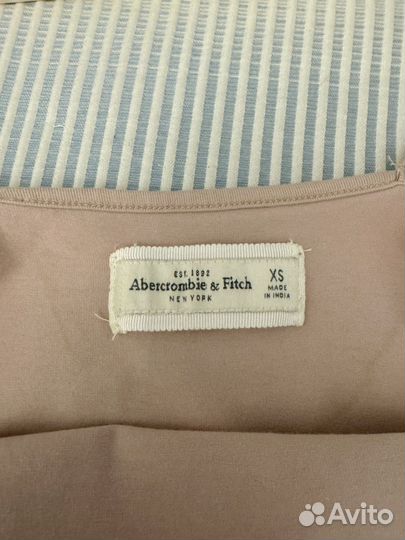 EST. 1892
Abercrombie & Fitch
NEW YORK
XS
MADE
IN INDIA
Avito